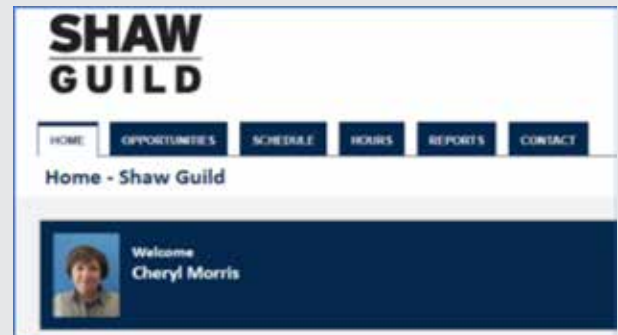 SHAW
GUILD
HOME OPPORTUNITIES SCHEDULE HOURS REPORTS CONTACT
Home - Shaw Guild
Welcome
Cheryl Morris